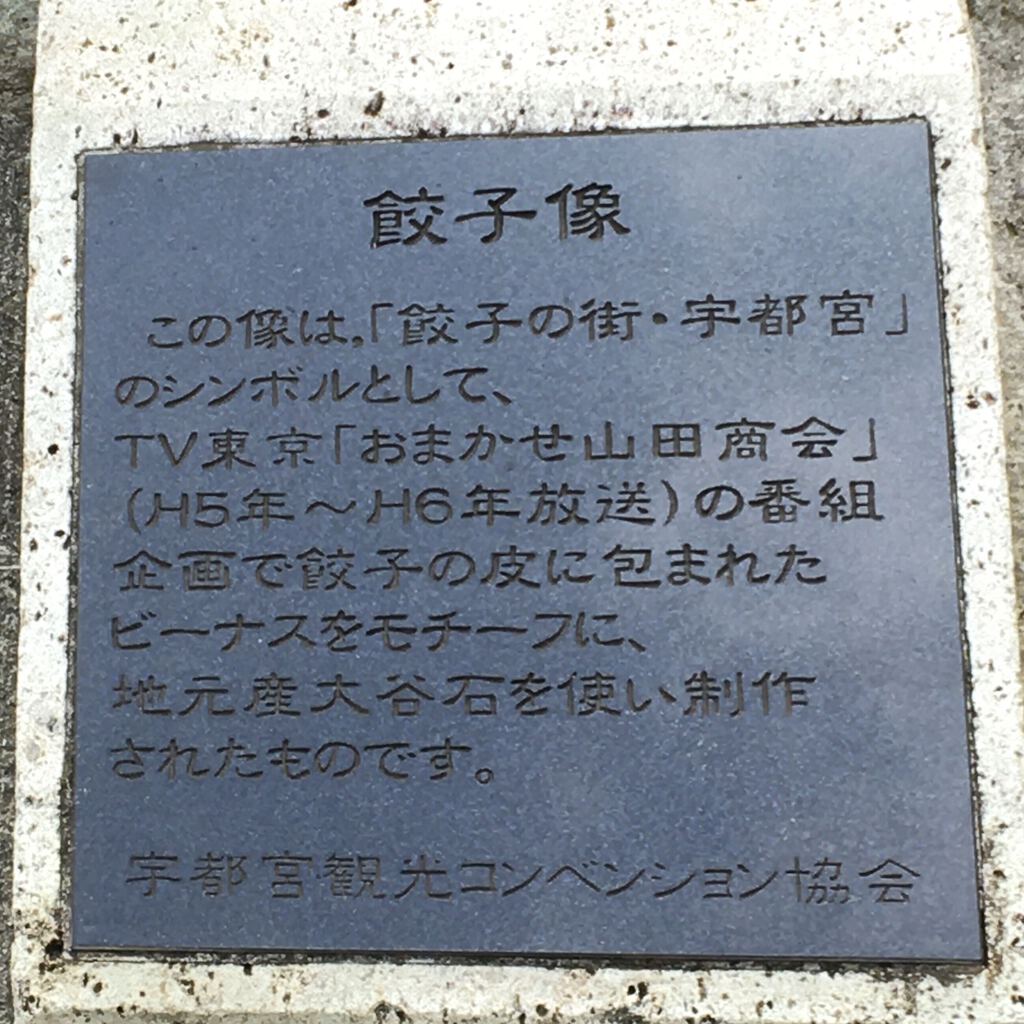 餃子像
この像は,「餃子の街・宇都宮」
のシンボルとして、
TV東京「おまかせ山田商会」
(H5年～H6年放送)の番組
企画で餃子の皮に包まれた
ビーナスをモチーフに、
地元産大谷石を使い制作
されたものです。
宇都宮観光コンベンション協会